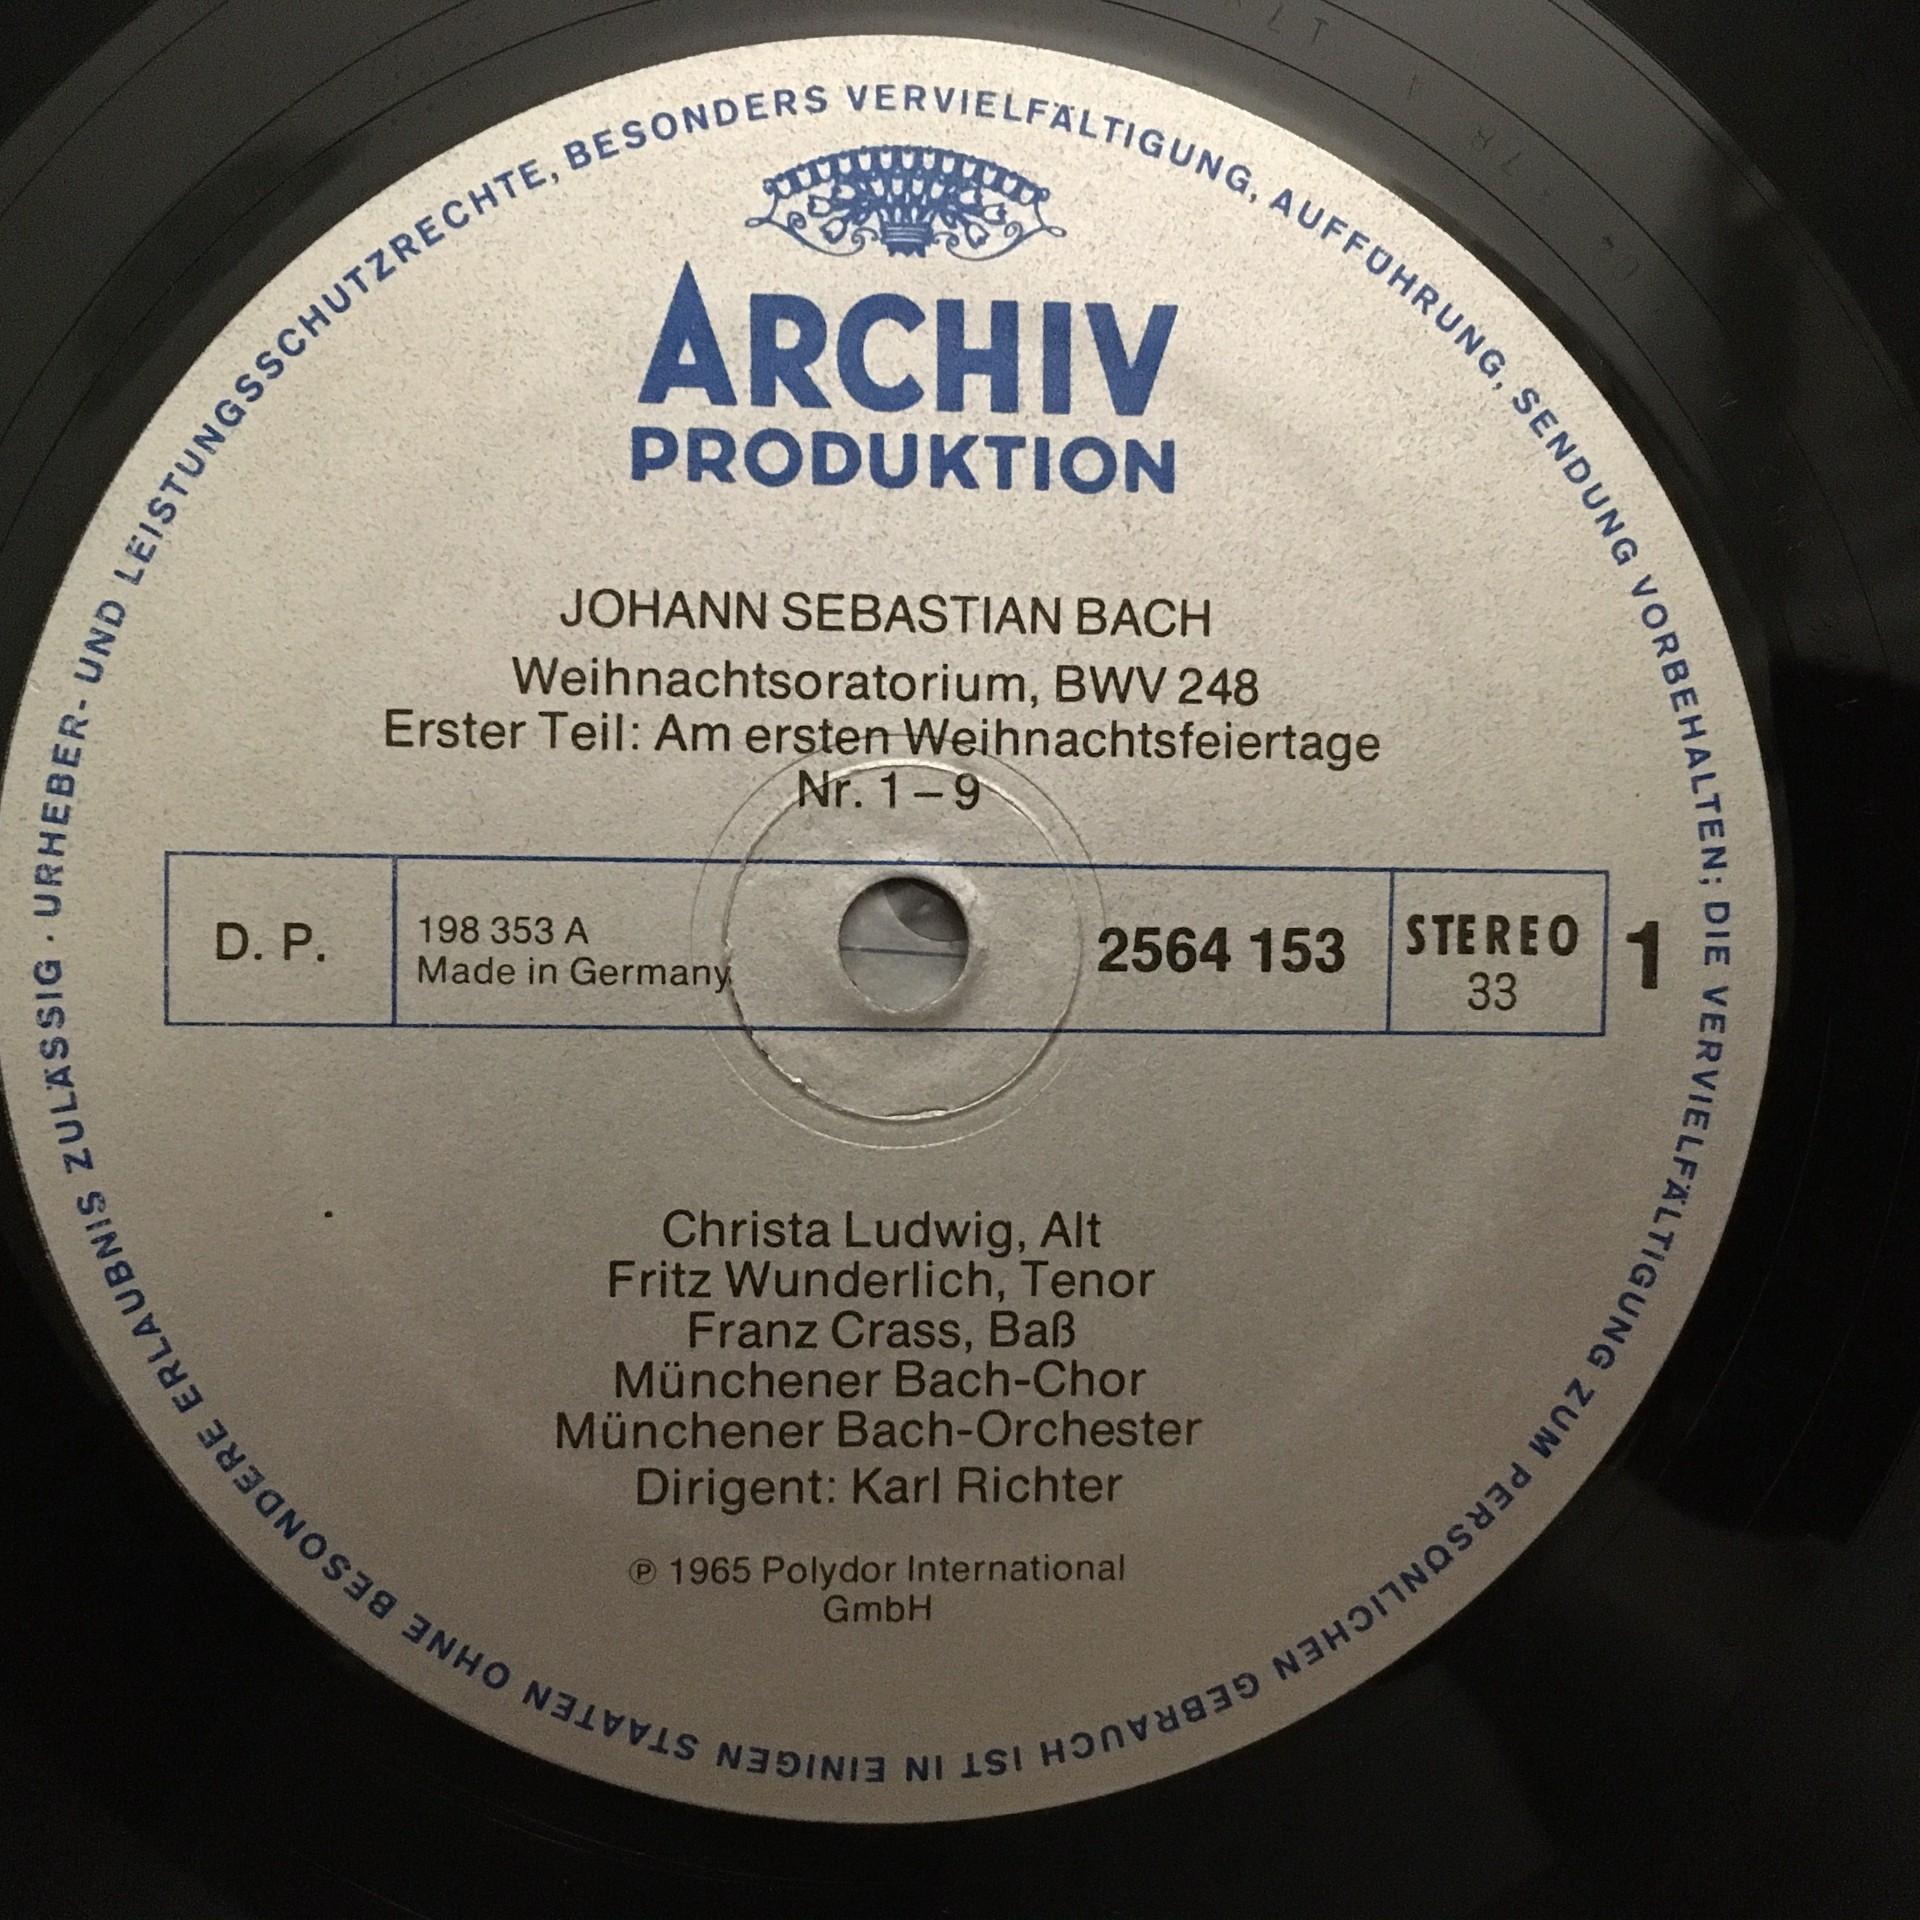 URHEBER- UND LEISTUNGSSCHUTZRECHTE, BESONDERS VERVIELFÄLTIGUNG, AUFFÜHRUNG, SENDUNG VORBEHALTEN; DIE VERVIELFÄLTIGUNG ZUM PERSÖNLICHEN GEBRAUCH IST IN EINIGEN STAATEN OHNE BESONDERE ERLAUBNIS ZULÄSSIG ·
ARCHIV
PRODUKTION
JOHANN SEBASTIAN BACH
Weihnachtsoratorium, BWV 248
Erster Teil: Am ersten Weihnachtsfeiertage
Nr. 1 – 9
D. P.
198 353 A
Made in Germany
2564 153
STEREO
33
1
Christa Ludwig, Alt
Fritz Wunderlich, Tenor
Franz Crass, Baß
Münchener Bach-Chor
Münchener Bach-Orchester
Dirigent: Karl Richter
℗ 1965 Polydor International
GmbH